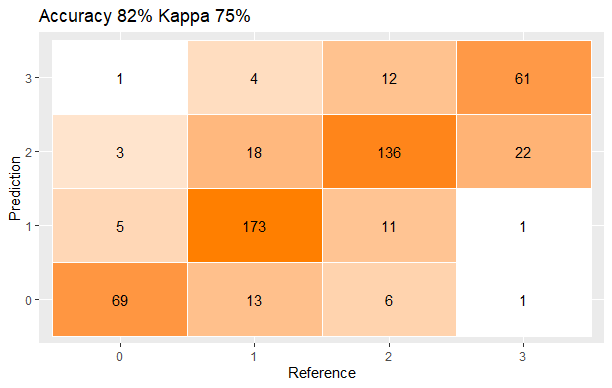 Accuracy 82% Kappa 75%
3 1 4 12 61
2 3 18 136 22
Prediction
1 5 173 11 1
0 69 13 6 1
0 1 2 3
Reference